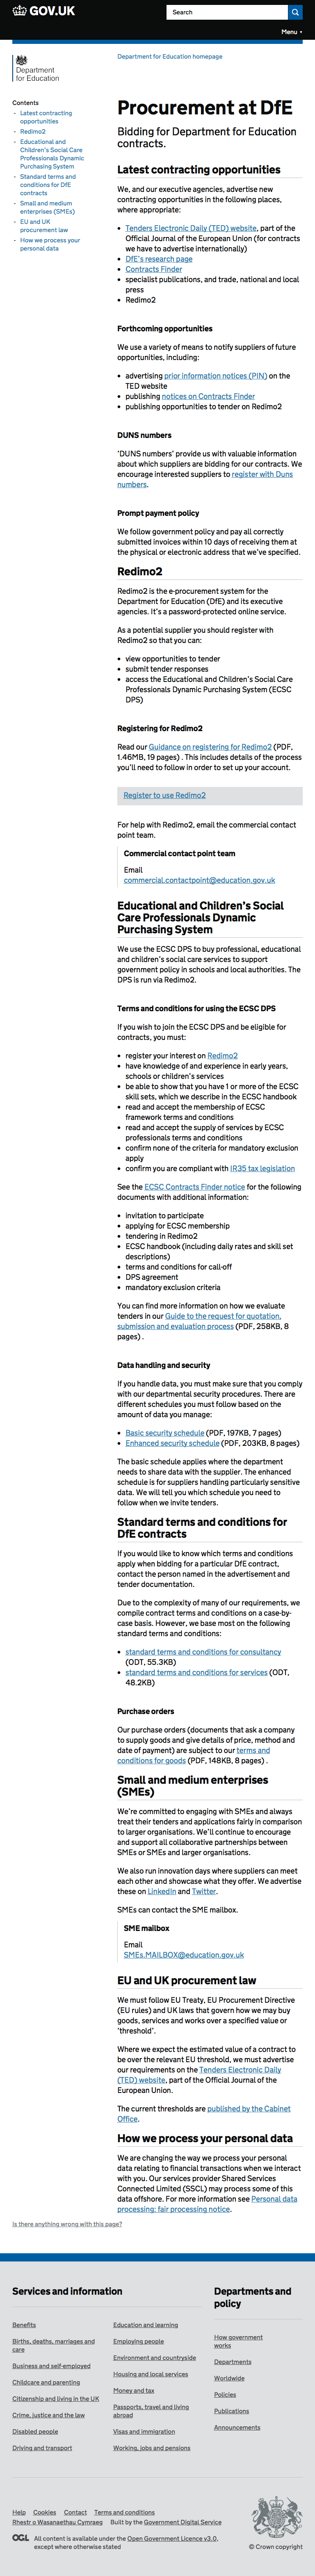 GOV.UK
Search
Menu
Department
for Education
Department for Education homepage
Contents
Latest contracting
opportunities
Redimo2
Educational and
Children's Social Care
Professionals Dynamic
Purchasing System
Standard terms and
conditions for DfE
contracts
Small and medium
enterprises (SMEs)
EU and UK
procurement law
How we process your
personal data
Procurement at DfE
Bidding for Department for Education
contracts.
Latest contracting opportunities
We, and our executive agencies, advertise new
contracting opportunities in the following places,
where appropriate:
Tenders Electronic Daily (TED) website, part of the
Official Journal of the European Union (for contracts
we have to advertise internationally)
DfE's research page
Contracts Finder
specialist publications, and trade, national and local
press
Redimo2
Forthcoming opportunities
We use a variety of means to notify suppliers of future
opportunities, including:
advertising prior information notices (PIN) on the
TED website
publishing notices on Contracts Finder
publishing opportunities to tender on Redimo2
DUNS numbers
'DUNS numbers' provide us with valuable information
about which suppliers are bidding for our contracts. We
encourage interested suppliers to register with Duns
numbers.
Prompt payment policy
We follow government policy and pay all correctly
submitted invoices within 10 days of receiving them at
the physical or electronic address that we've specified.
Redimo2
Redimo2 is the e-procurement system for the
Department for Education (DfE) and its executive
agencies. It's a password-protected online service.
As a potential supplier you should register with
Redimo2 so that you can:
view opportunities to tender
submit tender responses
access the Educational and Children's Social Care
Professionals Dynamic Purchasing System (ECSC
DPS)
Registering for Redimo2
Read our Guidance on registering for Redimo2 (PDF,
1.46MB, 19 pages) . This includes details of the process
you'll need to follow in order to set up your account.
Register to use Redimo2
For help with Redimo2, email the commercial contact
point team.
Commercial contact point team
Email
commercial.contactpoint@education.gov.uk
Educational and Children's Social
Care Professionals Dynamic
Purchasing System
We use the ECSC DPS to buy professional, educational
and children's social care services to support
government policy in schools and local authorities. The
DPS is run via Redimo2.
Terms and conditions for using the ECSC DPS
If you wish to join the ECSC DPS and be eligible for
contracts, you must:
register your interest on Redimo2
have knowledge of and experience in early years,
schools or children's services
be able to show that you have 1 or more of the ECSC
skill sets, which we describe in the ECSC handbook
read and accept the membership of ECSC
framework terms and conditions
read and accept the supply of services by ECSC
professionals terms and conditions
confirm none of the criteria for mandatory exclusion
apply
confirm you are compliant with IR35 tax legislation
See the ECSC Contracts Finder notice for the following
documents with additional information:
invitation to participate
applying for ECSC membership
tendering in Redimo2
ECSC handbook (including daily rates and skill set
descriptions)
terms and conditions for call-off
DPS agreement
mandatory exclusion criteria
You can find more information on how we evaluate
tenders in our Guide to the request for quotation,
submission and evaluation process (PDF, 258KB, 8
pages) .
Data handling and security
If you handle data, you must make sure that you comply
with our departmental security procedures. There are
different schedules you must follow based on the
amount of data you manage:
Basic security schedule (PDF, 197KB, 7 pages)
Enhanced security schedule (PDF, 203KB, 8 pages)
The basic schedule applies where the department
needs to share data with the supplier. The enhanced
schedule is for suppliers handling particularly sensitive
data. We will tell you which schedule you need to
follow when we invite tenders.
Standard terms and conditions for
DfE contracts
If you would like to know which terms and conditions
apply when bidding for a particular DfE contract,
contact the person named in the advertisement and
tender documentation.
Due to the complexity of many of our requirements, we
compile contract terms and conditions on a case-by-
case basis. However, we base most on the following
standard terms and conditions:
standard terms and conditions for consultancy
(ODT, 55.3KB)
standard terms and conditions for services (ODT,
48.2KB)
Purchase orders
Our purchase orders (documents that ask a company
to supply goods and give details of price, method and
date of payment) are subject to our terms and
conditions for goods (PDF, 148KB, 8 pages) .
Small and medium enterprises
(SMEs)
We're committed to engaging with SMEs and always
treat their tenders and applications fairly in comparison
to larger organisations. We'll continue to encourage
and support all collaborative partnerships between
SMEs or SMEs and larger organisations.
We also run innovation days where suppliers can meet
each other and showcase what they offer. We advertise
these on LinkedIn and Twitter.
SMEs can contact the SME mailbox.
SME mailbox
Email
SMEs.MAILBOX@education.gov.uk
EU and UK procurement law
We must follow EU Treaty, EU Procurement Directive
(EU rules) and UK laws that govern how we may buy
goods, services and works over a specified value or
'threshold'.
Where we expect the estimated value of a contract to
be over the relevant EU threshold, we must advertise
our requirements on the Tenders Electronic Daily
(TED) website, part of the Official Journal of the
European Union.
The current thresholds are published by the Cabinet
Office.
How we process your personal data
We are changing the way we process your personal
data relating to financial transactions when we interact
with you. Our services provider Shared Services
Connected Limited (SSCL) may process some of this
data offshore. For more information see Personal data
processing: fair processing notice.
Is there anything wrong with this page?
Services and information
Benefits
Births, deaths, marriages and
care
Business and self-employed
Childcare and parenting
Citizenship and living in the UK
Crime, justice and the law
Disabled people
Driving and transport
Education and learning
Employing people
Environment and countryside
Housing and local services
Money and tax
Passports, travel and living
abroad
Visas and immigration
Working, jobs and pensions
Departments and
policy
How government
works
Departments
Worldwide
Policies
Publications
Announcements
Help Cookies Contact Terms and conditions
Rhestr o Wasanaethau Cymraeg Built by the Government Digital Service
OGL All content is available under the Open Government Licence v3.0,
except where otherwise stated
© Crown copyright